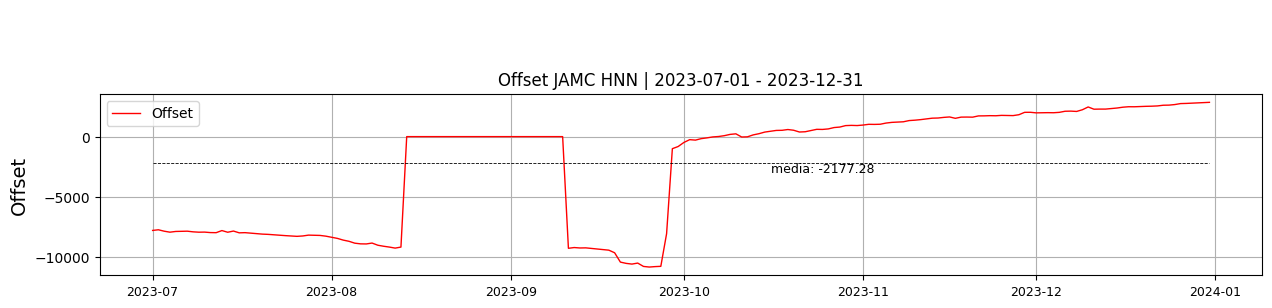 Offset JAMC HNN | 2023-07-01 - 2023-12-31
Offset
Offset
0
−5000
−10000
media: -2177.28
2023-07
2023-08
2023-09
2023-10
2023-11
2023-12
2024-01